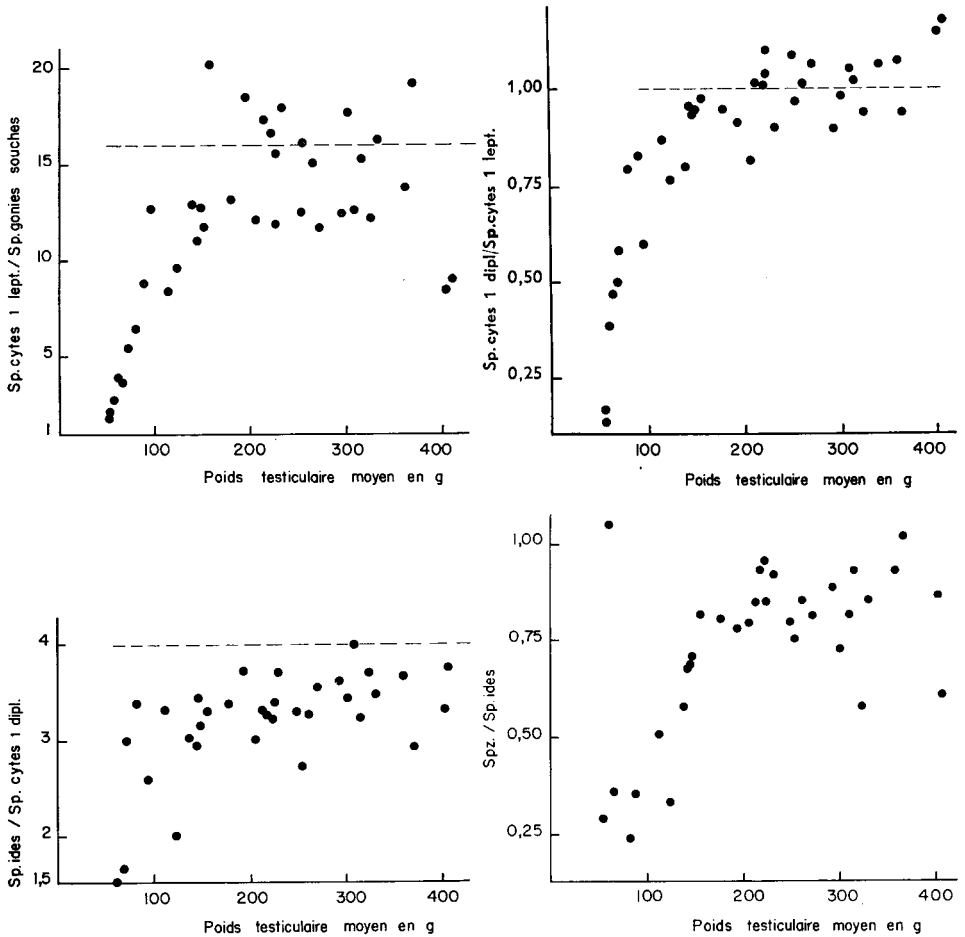 Sp.cytes 1 lept./Sp.gonies souches
20
15
10
5
1
100 200 300 400
Poids testiculaire moyen en g
Sp.cytes 1 dipl/Sp.cytes 1 lept.
1,00
0,75
0,50
0,25
100 200 300 400
Poids testiculaire moyen en g
Sp.ides / Sp. cytes 1 dipl.
4
3
2
1,5
100 200 300 400
Poids testiculaire moyen en g
Spz./Sp.ides
1,00
0,75
0,50
0,25
100 200 300 400
Poids testiculaire moyen en g